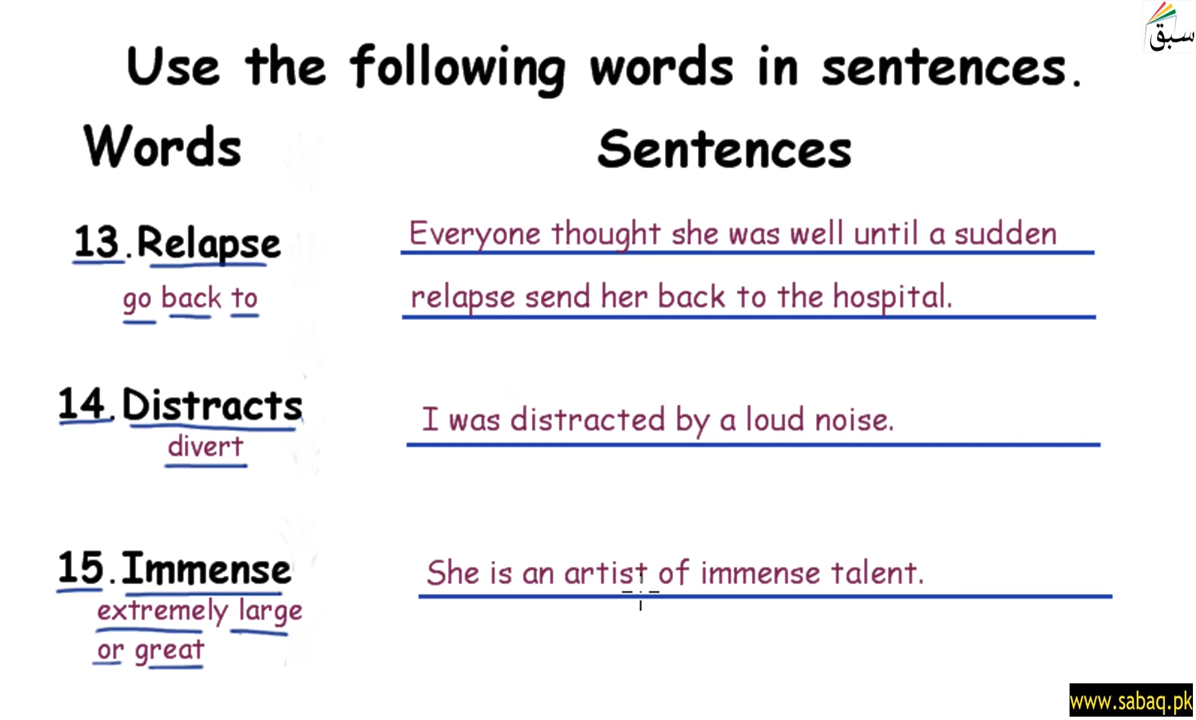 سبق
Use the following words in sentences.
Words Sentences
13. Relapse Everyone thought she was well until a sudden
go back to relapse send her back to the hospital.
14. Distracts I was distracted by a loud noise.
divert
15. Immense She is an artist of immense talent.
extremely large
or great
www.sabaq.pk